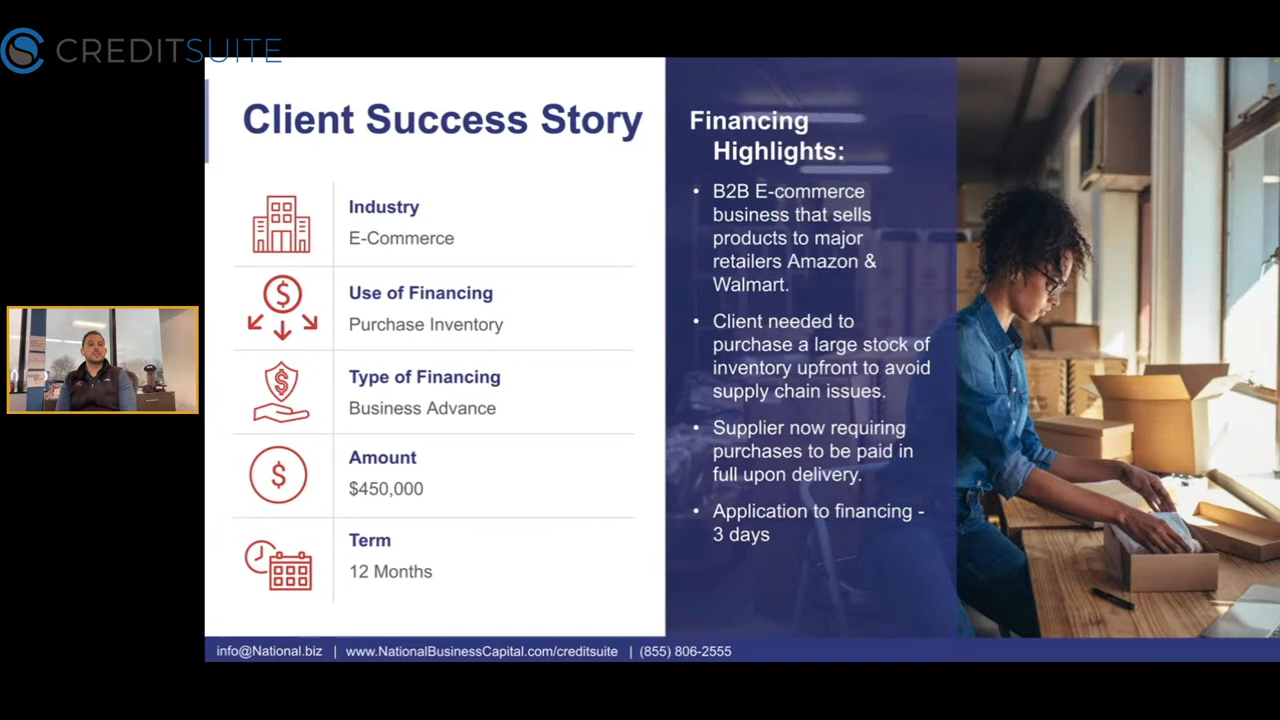 CREDITSUITE
Client Success Story
Industry
E-Commerce
Use of Financing
Purchase Inventory
Type of Financing
Business Advance
Amount
$450,000
Term
12 Months
Financing
Highlights:
• B2B E-commerce
business that sells
products to major
retailers Amazon &
Walmart.
• Client needed to
purchase a large stock of
inventory upfront to avoid
supply chain issues.
• Supplier now requiring
purchases to be paid in
full upon delivery.
• Application to financing -
3 days
info@National.biz | www.NationalBusinessCapital.com/creditsuite | (855) 806-2555